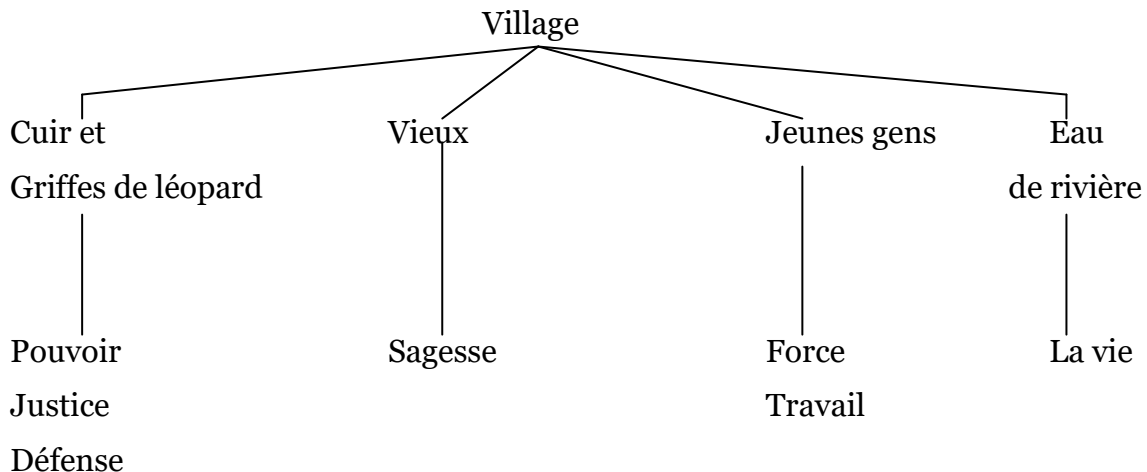 Village
Cuir et
Griffes de léopard
Vieux
Jeunes gens
Eau
de rivière
Pouvoir
Justice
Défense
Sagesse
Force
Travail
La vie